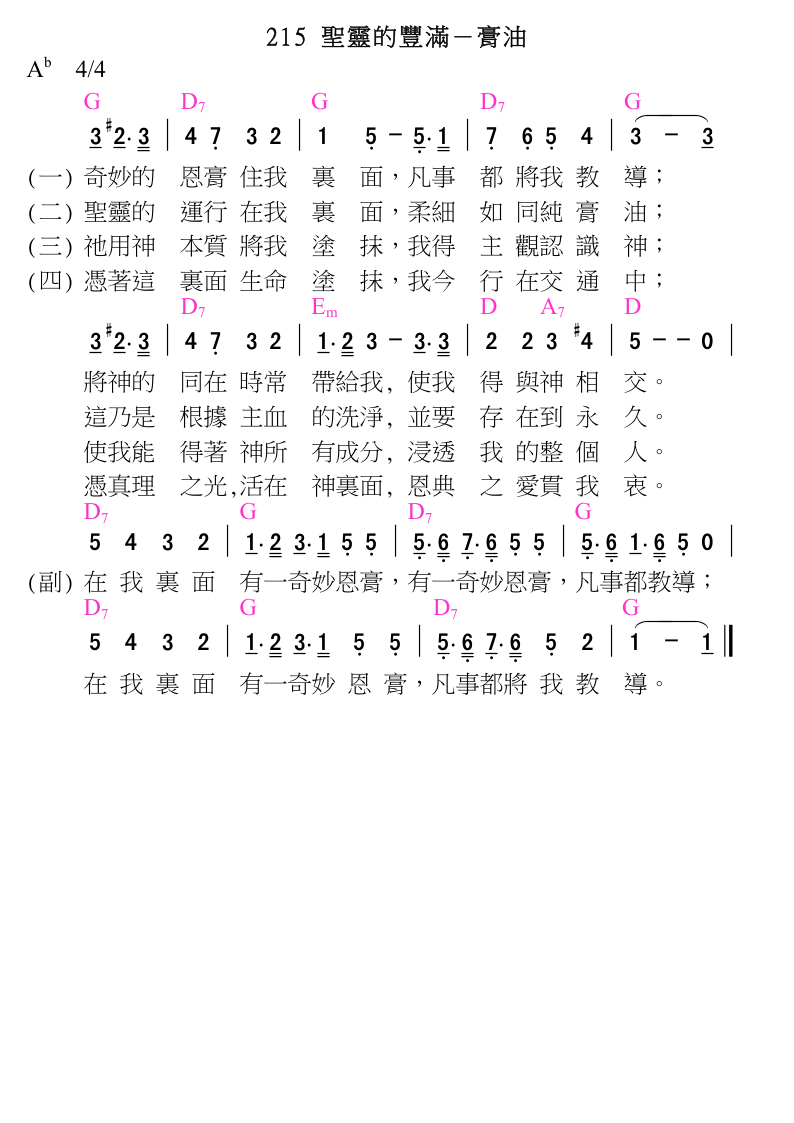 215 聖靈的豐滿－膏油
A♭ 4/4
G D7 G D7 G
3 #2. 3 | 4 7 3 2 | 1 5 － 5. 1 | 7 6 5 4 | 3 － 3
(一) 奇妙的 恩膏 住我 裏 面，凡事 都 將我 教 導；
(二) 聖靈的 運行 在我 裏 面，柔細 如 同純 膏 油；
(三) 祂用神 本質 將我 塗 抹，我得 主 觀認 識 神；
(四) 憑著這 裏面 生命 塗 抹，我今 行 在交 通 中；
D7 Em D A7 D
3 #2. 3 | 4 7 3 2 | 1. 2 3 － 3. 3 | 2 2 3 #4 | 5 － － 0 |
將神的 同在 時常 帶給我, 使我 得 與神 相 交。
這乃是 根據 主血 的洗淨, 並要 存 在到 永 久。
使我能 得著 神所 有成分, 浸透 我 的整 個 人。
憑真理 之光,活在 神裏面, 恩典 之 愛貫 我 衷。
D7 G D7 G
5 4 3 2 | 1. 2 3. 1 5 5 | 5. 6 7. 6 5 5 | 5. 6 1. 6 5 0 |
(副) 在 我 裏 面 有一奇妙恩膏，有一奇妙恩膏，凡事都教導；
D7 G D7 G
5 4 3 2 | 1. 2 3. 1 5 5 | 5. 6 7. 6 5 2 | 1 － 1 ‖
在 我 裏 面 有一奇妙 恩 膏，凡事都將 我 教 導。